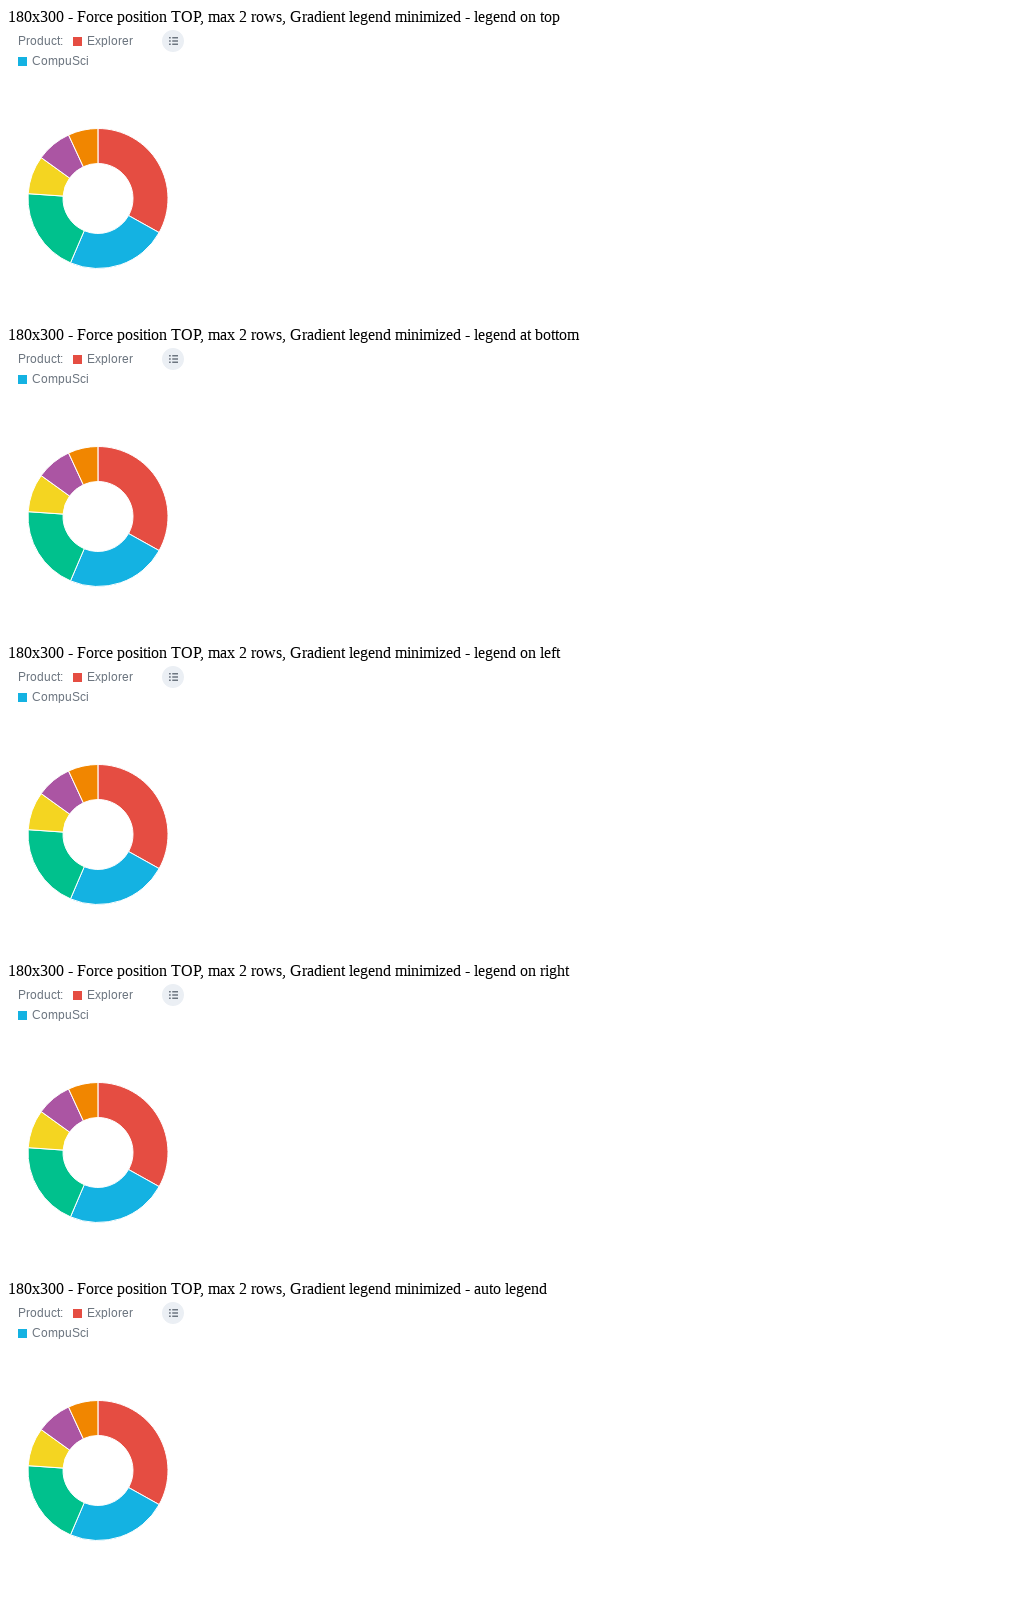 180x300 - Force position TOP, max 2 rows, Gradient legend minimized - legend on top
Product: Explorer
CompuSci
180x300 - Force position TOP, max 2 rows, Gradient legend minimized - legend at bottom
Product: Explorer
CompuSci
180x300 - Force position TOP, max 2 rows, Gradient legend minimized - legend on left
Product: Explorer
CompuSci
180x300 - Force position TOP, max 2 rows, Gradient legend minimized - legend on right
Product: Explorer
CompuSci
180x300 - Force position TOP, max 2 rows, Gradient legend minimized - auto legend
Product: Explorer
CompuSci